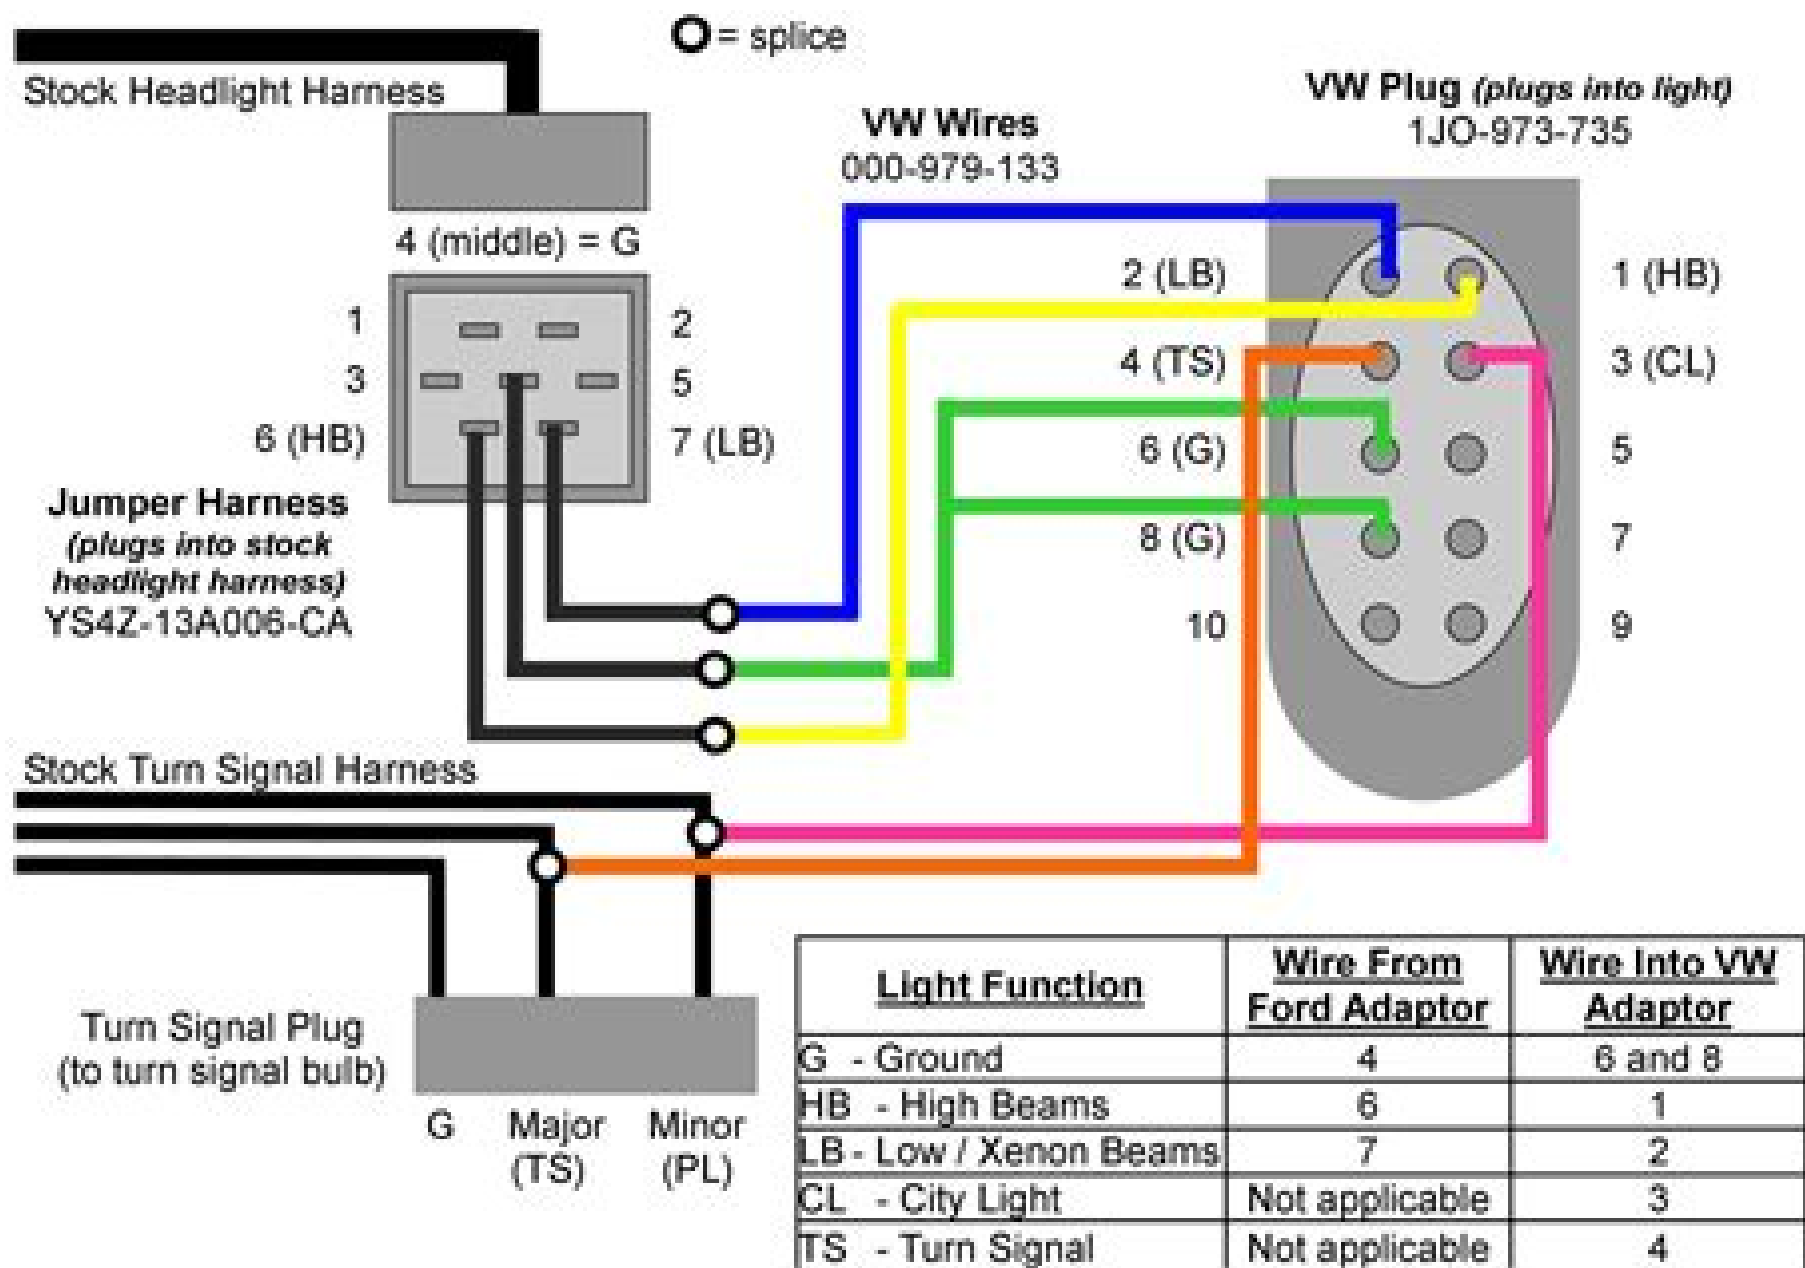 = splice
Stock Headlight Harness
VW Plug (plugs into light)
1JO-973-735
VW Wires
000-979-133
4 (middle) = G
1
2
3
5
6 (HB)
7 (LB)
Jumper Harness
(plugs into stock
headlight harness)
YS4Z-13A006-CA
2 (LB)
1 (HB)
4 (TS)
3 (CL)
6 (G)
5
8 (G)
7
10
9
Stock Turn Signal Harness
Turn Signal Plug
(to turn signal bulb)
G
Major
(TS)
Minor
(PL)
Light Function
Wire From
Ford Adaptor
Wire Into VW
Adaptor
G - Ground 4 6 and 8
HB - High Beams 6 1
LB - Low / Xenon Beams 7 2
CL - City Light Not applicable 3
TS - Turn Signal Not applicable 4